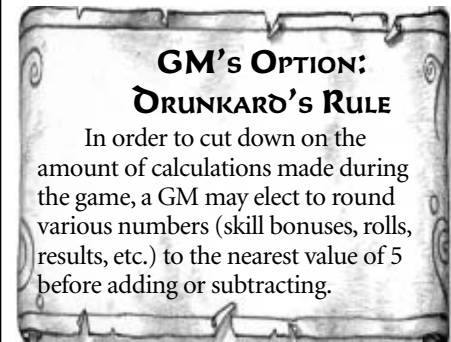 GM's Option:
Drunkard's Rule
In order to cut down on the
amount of calculations made during
the game, a GM may elect to round
various numbers (skill bonuses, rolls,
results, etc.) to the nearest value of 5
before adding or subtracting.